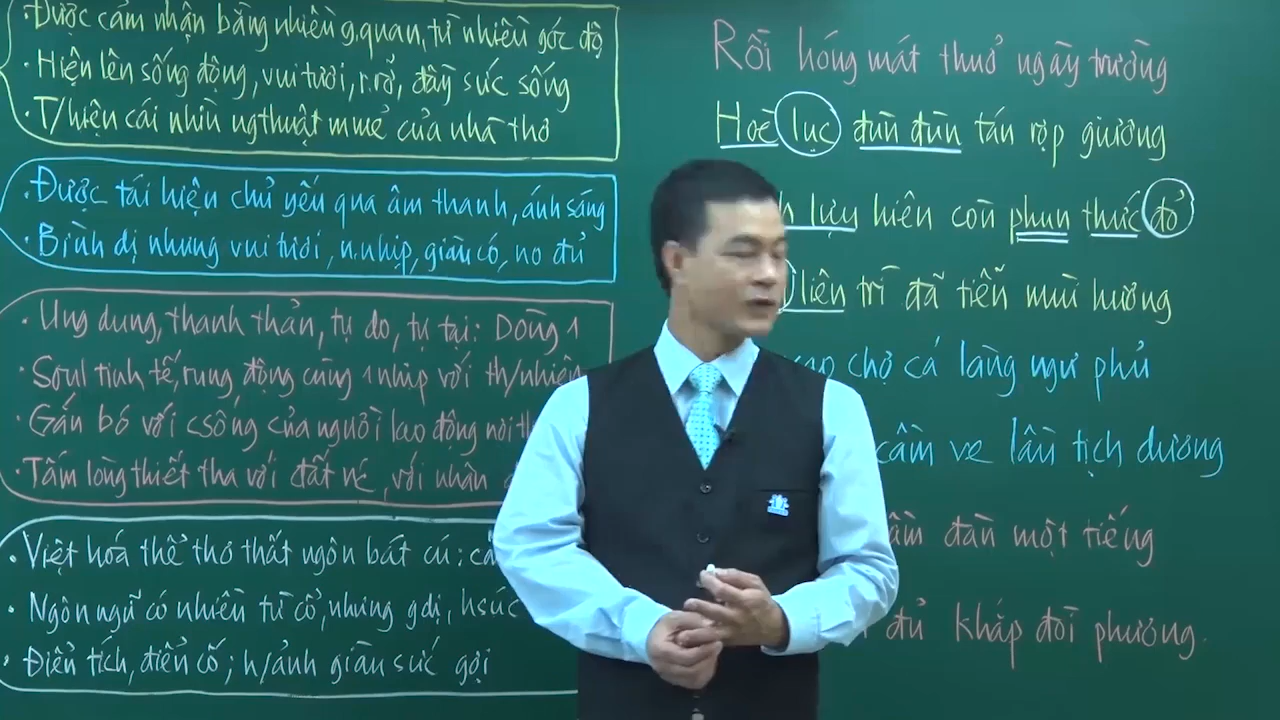 • Được cảm nhận bằng nhiều g.quan, từ nhiều góc độ
• Hiện lên sống động, vui tươi, r.rỡ, đầy sức sống
• T/hiện cái nhìn ng thuật m mẻ của nhà thơ
• Được tái hiện chủ yếu qua âm thanh, ánh sáng
• Bình dị nhưng vui tươi, n.nhịp, giàu có, no đủ
• Ung dung, thanh thản, tự do, tự tại: Dòng 1
• Soul tinh tế, rung động cùng 1 nhịp với th/nhiên
• Gắn bó với csống của người lao động nơi
• Tấm lòng thiết tha với đất nc, với nhân
• Việt hoá thể thơ thất ngôn bát cú:
• Ngôn ngữ có nhiều từ cổ, nhưng gdị, hsúc
• Điển tích, điển cố; h/ảnh giàu sức gợi
Rồi hóng mát thuở ngày trường
Hoè lục đùn đùn tán rợp giương
lựu hiên còn phun thức đỏ
liên trì đã tiễn mùi hương
cao chợ cá làng ngư phủ
cầm ve lầu tịch dương
đàn một tiếng
đủ khắp đòi phương.